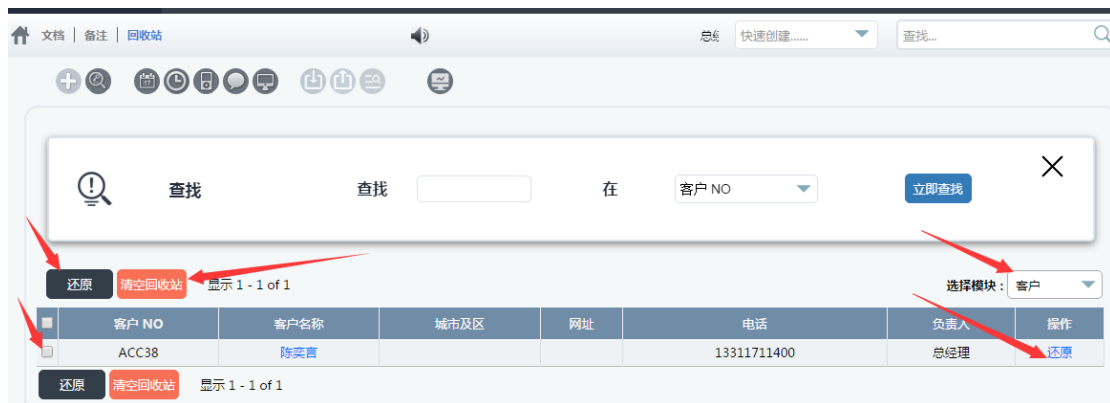 文档 | 备注 | 回收站 快速创建...... 查找...
查找 查找 在 客户 NO 立即查找
还原 清空回收站 显示 1 - 1 of 1 选择模块： 客户
客户 NO 客户名称 城市及区 网址 电话 负责人 操作
ACC38 陈奕言 13311711400 总经理 还原
还原 清空回收站 显示 1 - 1 of 1